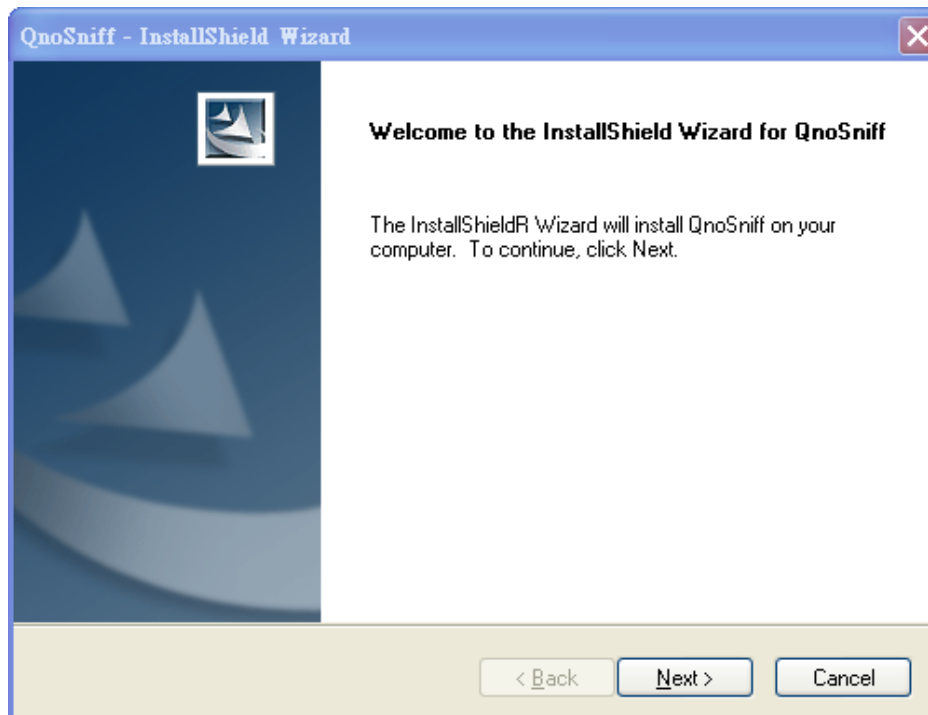 QnoSniff - InstallShield Wizard
Welcome to the InstallShield Wizard for QnoSniff
The InstallShieldR Wizard will install QnoSniff on your
computer. To continue, click Next.
< Back
Next >
Cancel